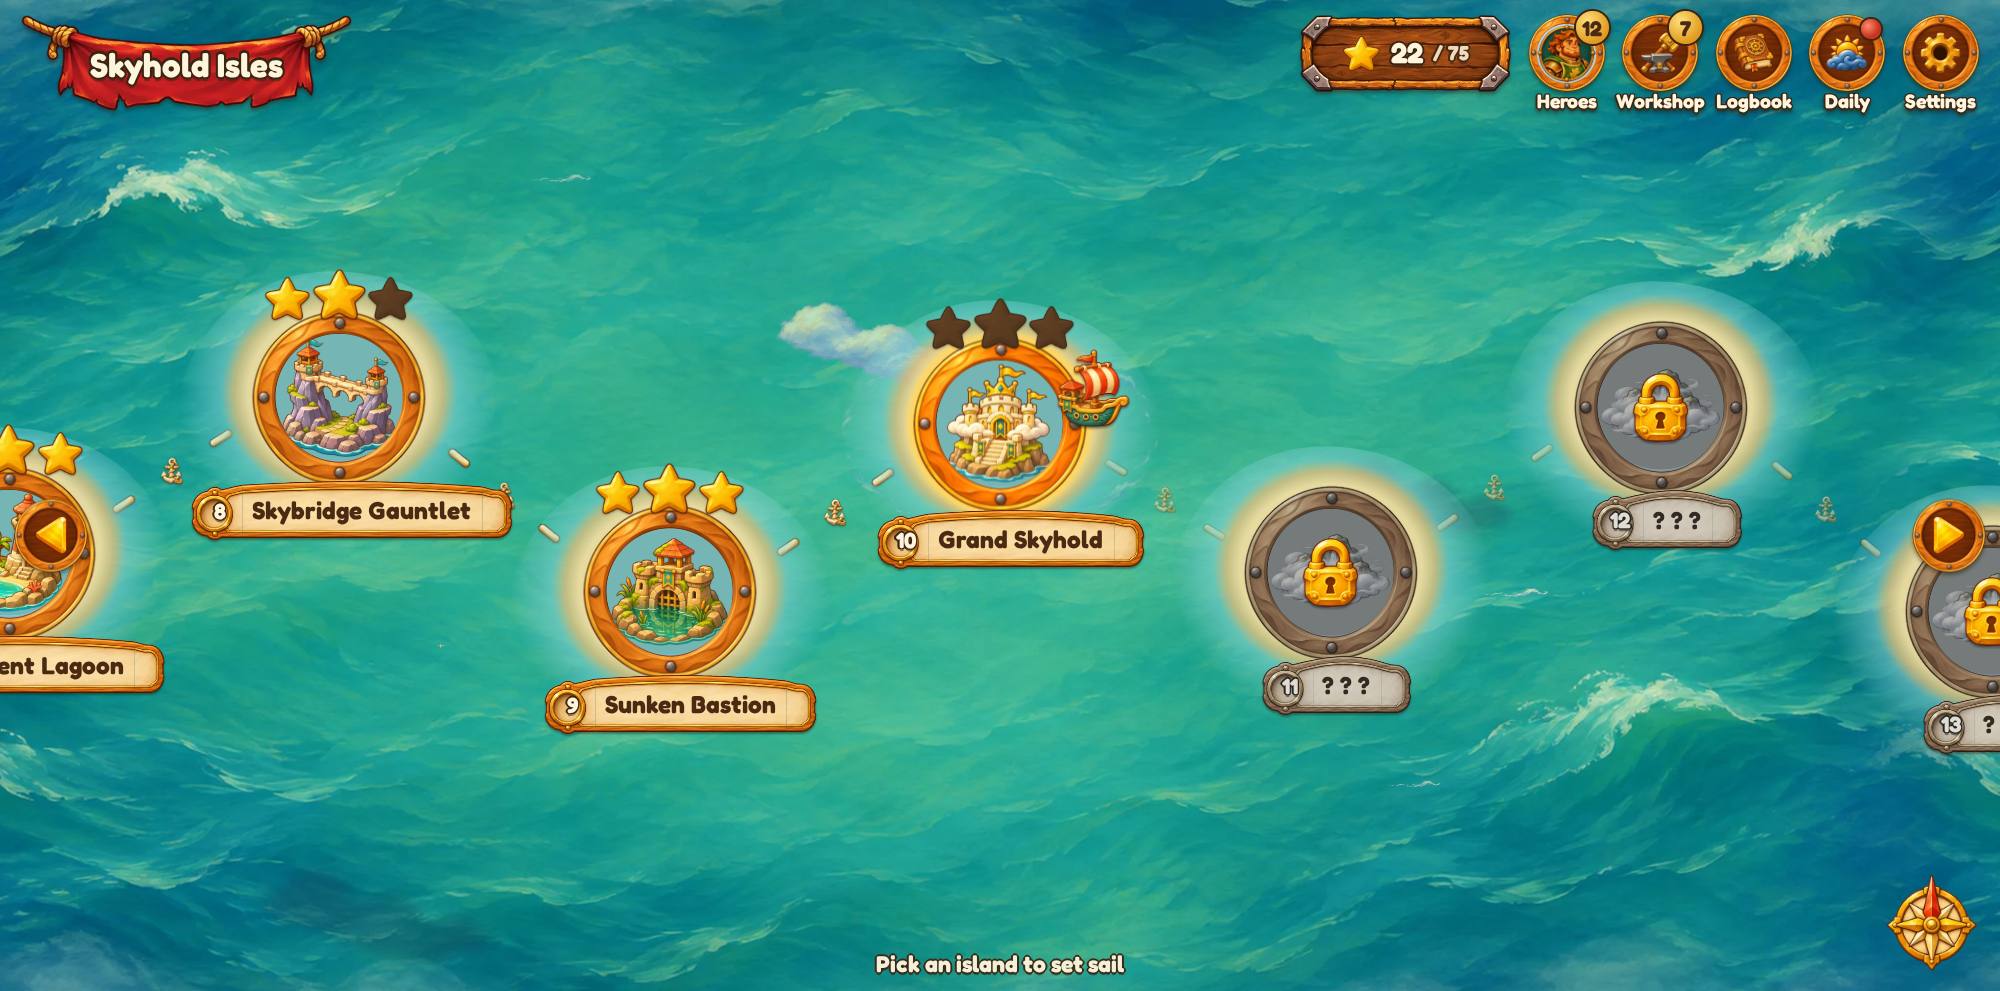 Skyhold Isles
22 / 75
12
7
Heroes
Workshop
Logbook
Daily
Settings
8 Skybridge Gauntlet
10 Grand Skyhold
12 ? ? ?
ent Lagoon
9 Sunken Bastion
11 ? ? ?
13 ?
Pick an island to set sail